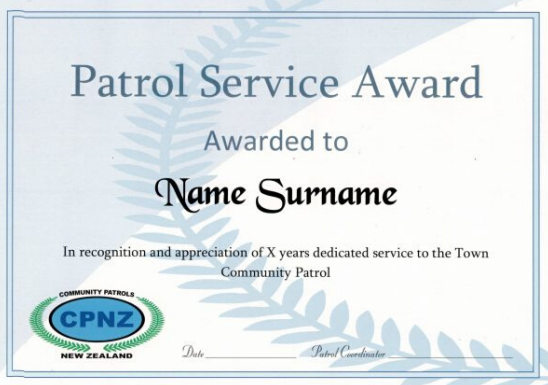 Patrol Service Award
Awarded to
Name Surname
In recognition and appreciation of X years dedicated service to the Town
Community Patrol
COMMUNITY PATROLS
CPNZ
NEW ZEALAND
Date
Patrol Coordinator